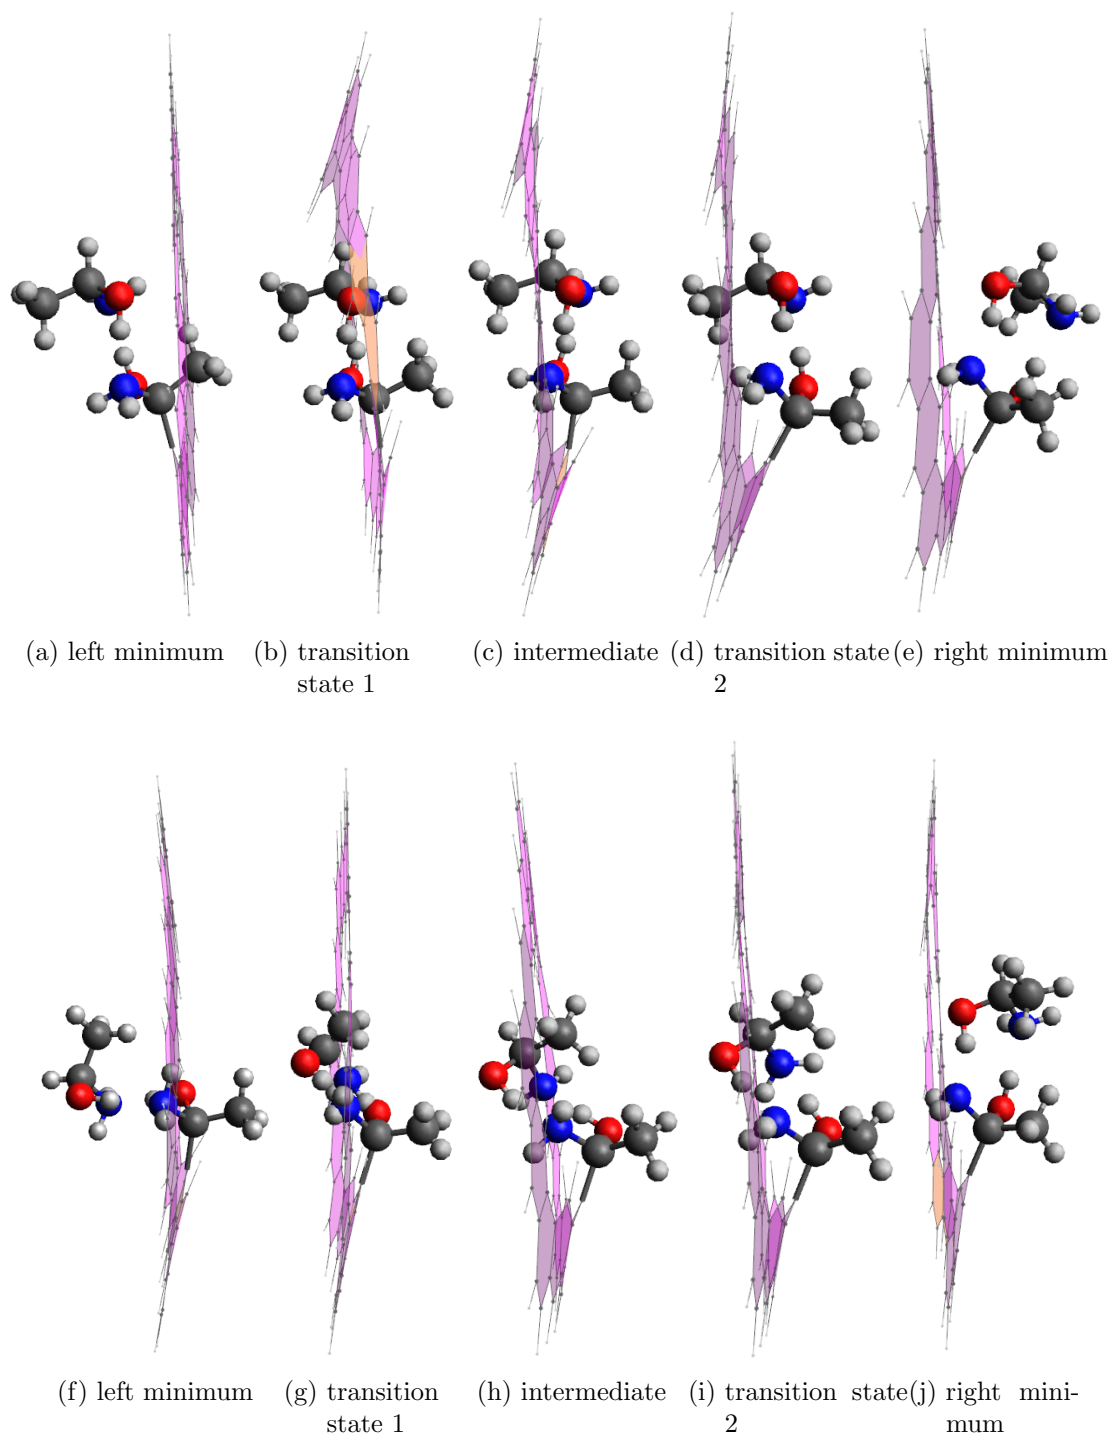 (a) left minimum (b) transition (c) intermediate (d) transition state (e) right minimum
state 1 2
(f) left minimum (g) transition (h) intermediate (i) transition state (j) right mini-
state 1 2 mum